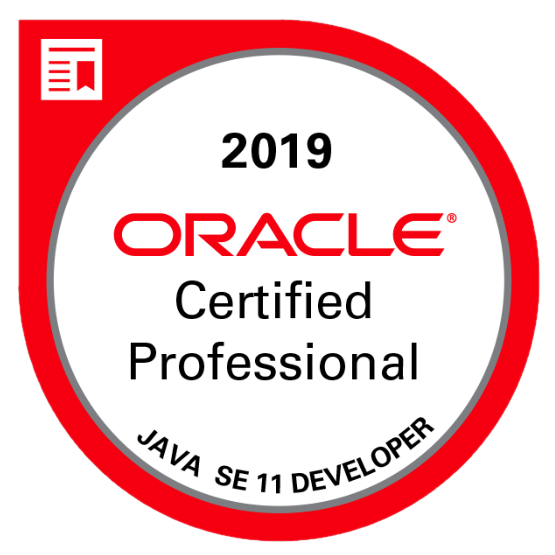 2019
ORACLE®
Certified
Professional
JAVA SE 11 DEVELOPER